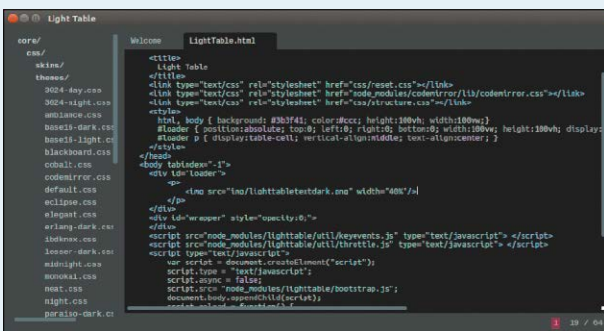 Light Table
core/
css/
skins/
themes/
3024-day.css
3024-night.css
ambiance.css
base16-dark.css
base16-light.cs
blackboard.css
cobalt.css
codemirror.css
default.css
eclipse.css
elegant.css
erlang-dark.css
ibdknox.css
lesser-dark.css
midnight.css
monokai.css
neat.css
night.css
paraiso-dark.cs
Welcome LightTable.html
<title>
Light Table
</title>
<link type="text/css" rel="stylesheet" href="css/reset.css"></link>
<link type="text/css" rel="stylesheet" href="node_modules/codemirror/lib/codemirror.css"></link>
<link type="text/css" rel="stylesheet" href="css/structure.css"></link>
<style>
html, body { background: #3b3f41; color:#ccc; height:100vh; width:100vw;}
#loader { position:absolute; top:0; left:0; right:0; bottom:0; width:100vw; height:100vh; display:
#loader p { display:table-cell; vertical-align:middle; text-align:center; }
</style>
</head>
<body tabindex="-1">
<div id="loader">
<p>
<img src="img/lighttabletextdark.png" width="40%"/>
</p>
</div>
<div id="wrapper" style="opacity:0;">
</div>
<script src="node_modules/lighttable/util/keyevents.js" type="text/javascript"> </script>
<script src="node_modules/lighttable/util/throttle.js" type="text/javascript"> </script>
<script type="text/javascript">
var script = document.createElement("script");
script.type = "text/javascript";
script.async = false;
script.src= "node_modules/lighttable/bootstrap.js";
document.body.appendChild(script);
script.onload = function() {
1 19 / 64